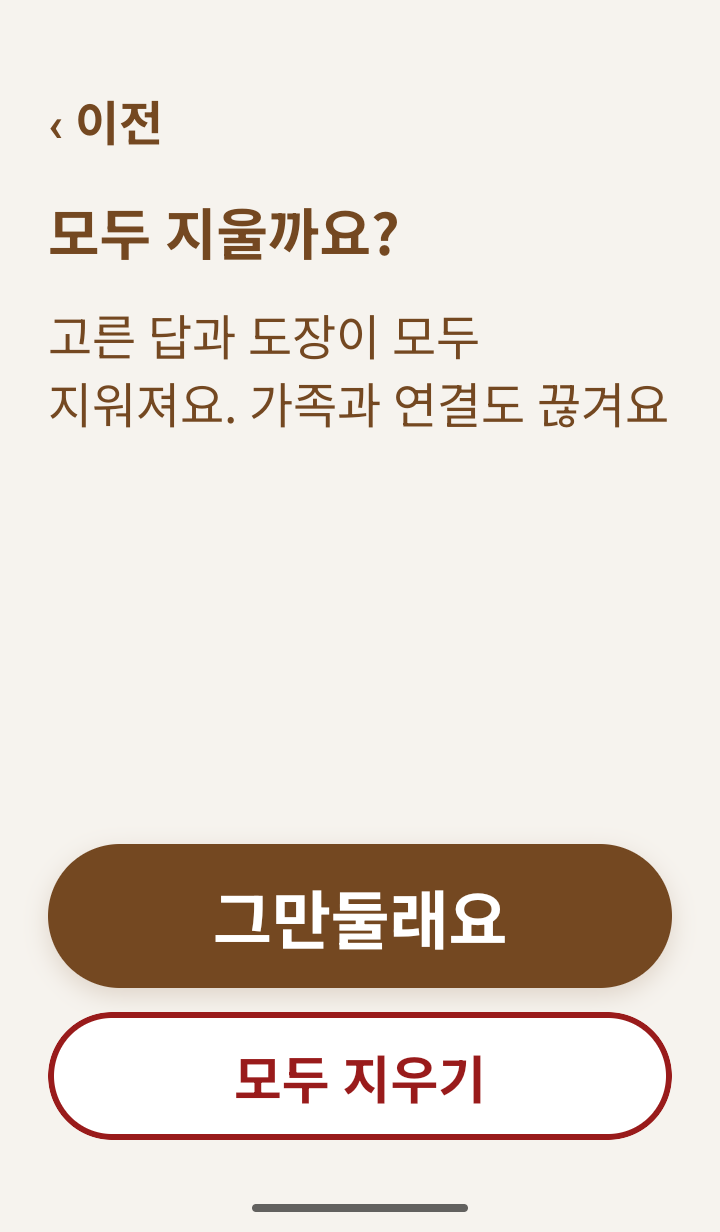 ‹ 이전
모두 지울까요?
고른 답과 도장이 모두
지워져요. 가족과 연결도 끊겨요
그만둘래요
모두 지우기